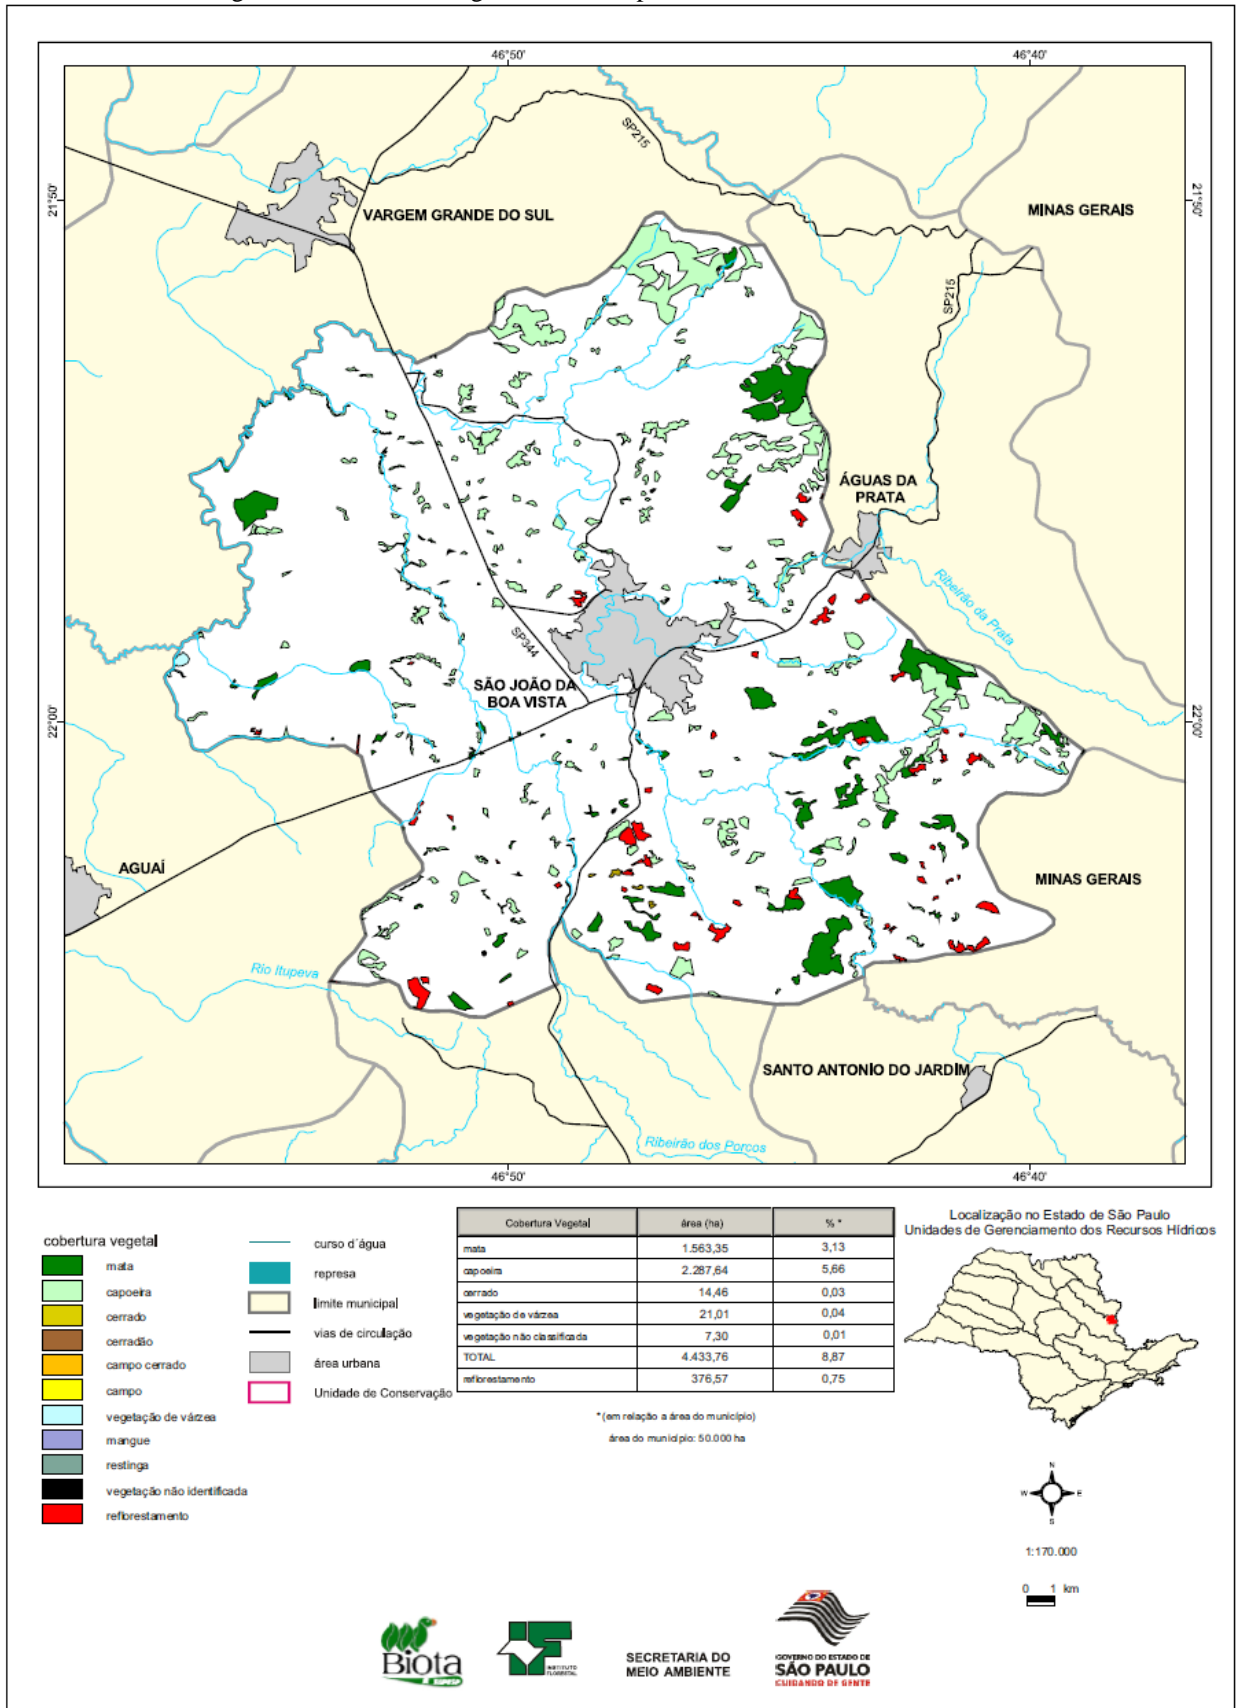 46°50'
46°40'
21°50'
21°50'
SP215
VARGEM GRANDE DO SUL
MINAS GERAIS
SP215
ÁGUAS DA
PRATA
Ribeirão da Prata
SP344
SÃO JOÃO DA
BOA VISTA
22°00'
22°00'
AGUAÍ
MINAS GERAIS
Rio Itupeva
SANTO ANTONIO DO JARDIM
Ribeirão dos Porcos
46°50'
46°40'
cobertura vegetal
mata
capoeira
cerrado
cerradão
campo cerrado
campo
vegetação de várzea
mangue
restinga
vegetação não identificada
reflorestamento
curso d´água
represa
limite municipal
vias de circulação
área urbana
Unidade de Conservação
Cobertura Vegetal área (ha) % *
mata 1.563,35 3,13
capoeira 2.287,64 5,66
cerrado 14,46 0,03
vegetação de várzea 21,01 0,04
vegetação não classificada 7,30 0,01
TOTAL 4.433,76 8,87
reflorestamento 376,57 0,75
* (em relação a área do município)
área do município: 50.000 ha
Localização no Estado de São Paulo
Unidades de Gerenciamento dos Recursos Hídricos
N
W E
S
1:170.000
0 1 km
Biota
FAPESP
IF
INSTITUTO
FLORESTAL
SECRETARIA DO
MEIO AMBIENTE
GOVERNO DO ESTADO DE
SÃO PAULO
CUIDANDO DE GENTE